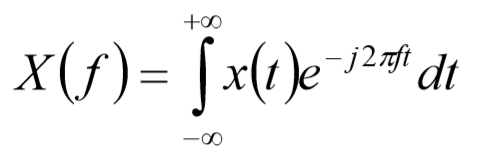 X(f) = ∫_{-∞}^{+∞} x(t)e^{-j2πft} dt